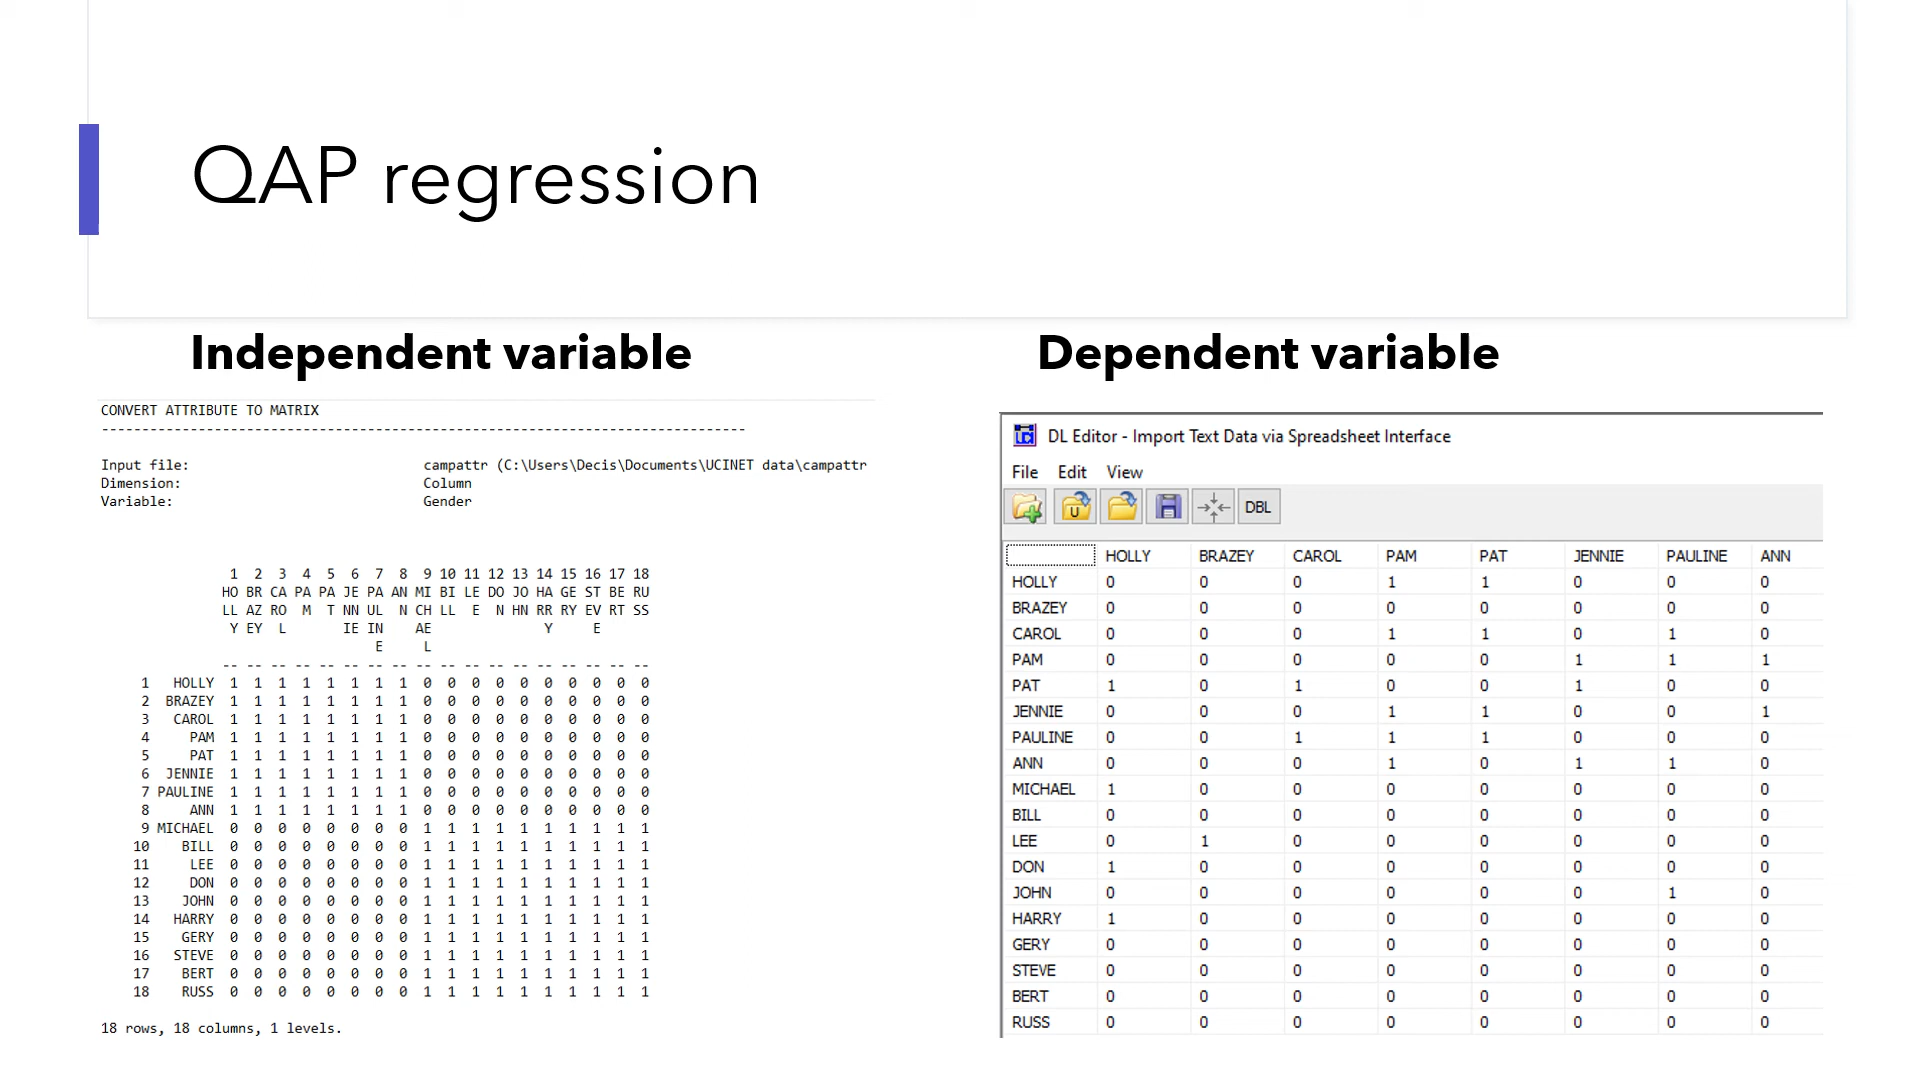 QAP regression
Independent variable
CONVERT ATTRIBUTE TO MATRIX
--------------------------------------------------------------------------------
Input file: campattr (C:\Users\Decis\Documents\UCINET data\campattr
Dimension: Column
Variable: Gender
1 2 3 4 5 6 7 8 9 10 11 12 13 14 15 16 17 18
HO BR CA PA PA JE PA AN MI BI LE DO JO HA GE ST BE RU
LL AZ RO M T NN UL N CH LL E N HN RR RY EV RT SS
Y EY L IE IN AE Y E
E L
-- -- -- -- -- -- -- -- -- -- -- -- -- -- -- -- -- --
1 HOLLY 1 1 1 1 1 1 1 1 0 0 0 0 0 0 0 0 0 0
2 BRAZEY 1 1 1 1 1 1 1 1 0 0 0 0 0 0 0 0 0 0
3 CAROL 1 1 1 1 1 1 1 1 0 0 0 0 0 0 0 0 0 0
4 PAM 1 1 1 1 1 1 1 1 0 0 0 0 0 0 0 0 0 0
5 PAT 1 1 1 1 1 1 1 1 0 0 0 0 0 0 0 0 0 0
6 JENNIE 1 1 1 1 1 1 1 1 0 0 0 0 0 0 0 0 0 0
7 PAULINE 1 1 1 1 1 1 1 1 0 0 0 0 0 0 0 0 0 0
8 ANN 1 1 1 1 1 1 1 1 0 0 0 0 0 0 0 0 0 0
9 MICHAEL 0 0 0 0 0 0 0 0 1 1 1 1 1 1 1 1 1 1
10 BILL 0 0 0 0 0 0 0 0 1 1 1 1 1 1 1 1 1 1
11 LEE 0 0 0 0 0 0 0 0 1 1 1 1 1 1 1 1 1 1
12 DON 0 0 0 0 0 0 0 0 1 1 1 1 1 1 1 1 1 1
13 JOHN 0 0 0 0 0 0 0 0 1 1 1 1 1 1 1 1 1 1
14 HARRY 0 0 0 0 0 0 0 0 1 1 1 1 1 1 1 1 1 1
15 GERY 0 0 0 0 0 0 0 0 1 1 1 1 1 1 1 1 1 1
16 STEVE 0 0 0 0 0 0 0 0 1 1 1 1 1 1 1 1 1 1
17 BERT 0 0 0 0 0 0 0 0 1 1 1 1 1 1 1 1 1 1
18 RUSS 0 0 0 0 0 0 0 0 1 1 1 1 1 1 1 1 1 1
18 rows, 18 columns, 1 levels.
Dependent variable
DL Editor - Import Text Data via Spreadsheet Interface
File Edit View
U DBL
HOLLY BRAZEY CAROL PAM PAT JENNIE PAULINE ANN
HOLLY 0 0 0 1 1 0 0 0
BRAZEY 0 0 0 0 0 0 0 0
CAROL 0 0 0 1 1 0 1 0
PAM 0 0 0 0 0 1 1 1
PAT 1 0 1 0 0 1 0 0
JENNIE 0 0 0 1 1 0 0 1
PAULINE 0 0 1 1 1 0 0 0
ANN 0 0 0 1 0 1 1 0
MICHAEL 1 0 0 0 0 0 0 0
BILL 0 0 0 0 0 0 0 0
LEE 0 1 0 0 0 0 0 0
DON 1 0 0 0 0 0 0 0
JOHN 0 0 0 0 0 0 1 0
HARRY 1 0 0 0 0 0 0 0
GERY 0 0 0 0 0 0 0 0
STEVE 0 0 0 0 0 0 0 0
BERT 0 0 0 0 0 0 0 0
RUSS 0 0 0 0 0 0 0 0